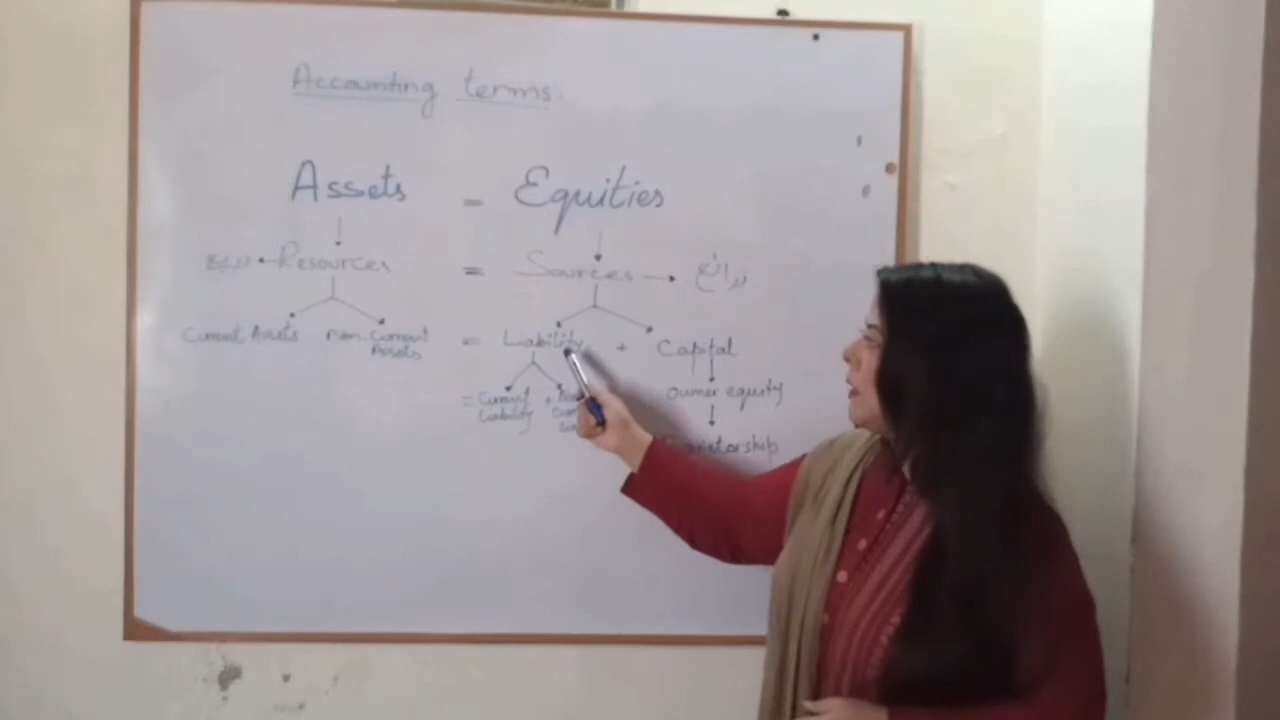 Accounting terms:
Assets = Equities
Resources = Sources → ذرائع
Current Assets Non. Current Assets = Liability + Capital
= Current Liability +
owner equity